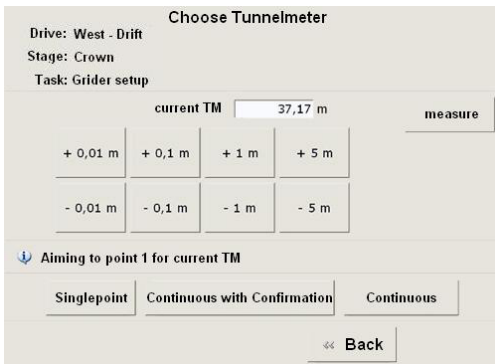 Choose Tunnelmeter
Drive: West - Drift
Stage: Crown
Task: Grider setup
current TM 37,17 m
measure
+ 0,01 m + 0,1 m + 1 m + 5 m
- 0,01 m - 0,1 m - 1 m - 5 m
Aiming to point 1 for current TM
Singlepoint Continuous with Confirmation Continuous
Back